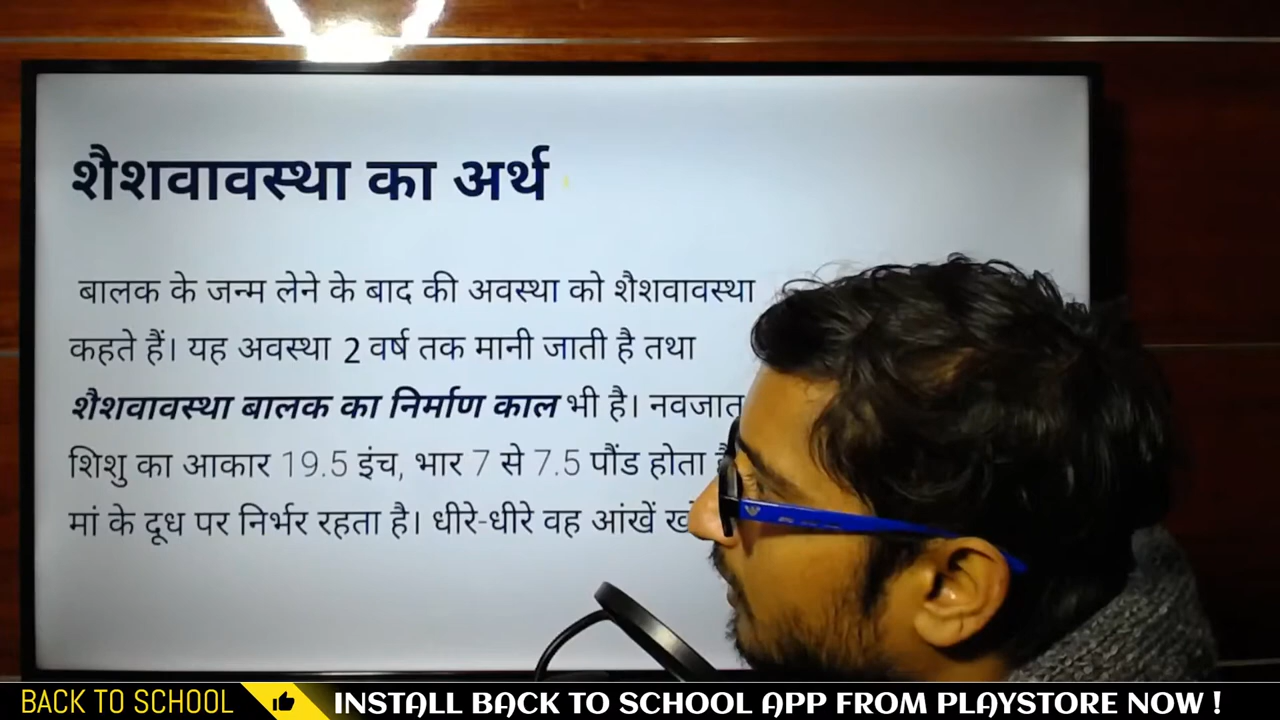 शैशवावस्था का अर्थ
बालक के जन्म लेने के बाद की अवस्था को शैशवावस्था
कहते हैं। यह अवस्था 2 वर्ष तक मानी जाती है तथा
शैशवावस्था बालक का निर्माण काल भी है। नवजात
शिशु का आकार 19.5 इंच, भार 7 से 7.5 पौंड होता
मां के दूध पर निर्भर रहता है। धीरे-धीरे वह आंखें
BACK TO SCHOOL
INSTALL BACK TO SCHOOL APP FROM PLAYSTORE NOW !